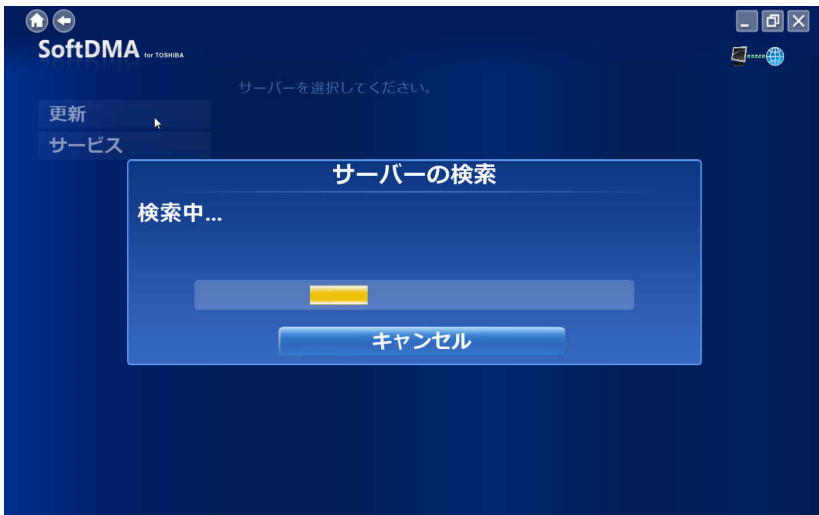 SoftDMA for TOSHIBA
サーバーを選択してください。
更新
サービス
サーバーの検索
検索中...
キャンセル